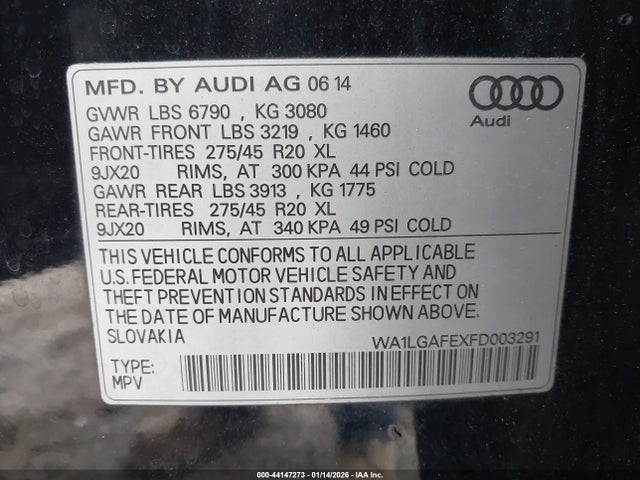 MFD. BY AUDI AG 06 14
GVWR LBS 6790 , KG 3080
GAWR FRONT LBS 3219 , KG 1460
FRONT-TIRES 275/45 R20 XL
9JX20 RIMS, AT 300 KPA 44 PSI COLD
GAWR REAR LBS 3913 , KG 1775
REAR-TIRES 275/45 R20 XL
9JX20 RIMS, AT 340 KPA 49 PSI COLD
Audi
THIS VEHICLE CONFORMS TO ALL APPLICABLE
U.S. FEDERAL MOTOR VEHICLE SAFETY AND
THEFT PREVENTION STANDARDS IN EFFECT ON
THE DATE OF MANUFACTURE SHOWN ABOVE.
SLOVAKIA
WA1LGAFEXFD003291
TYPE:
MPV
000-44147273 - 01/14/2026 - IAA Inc.